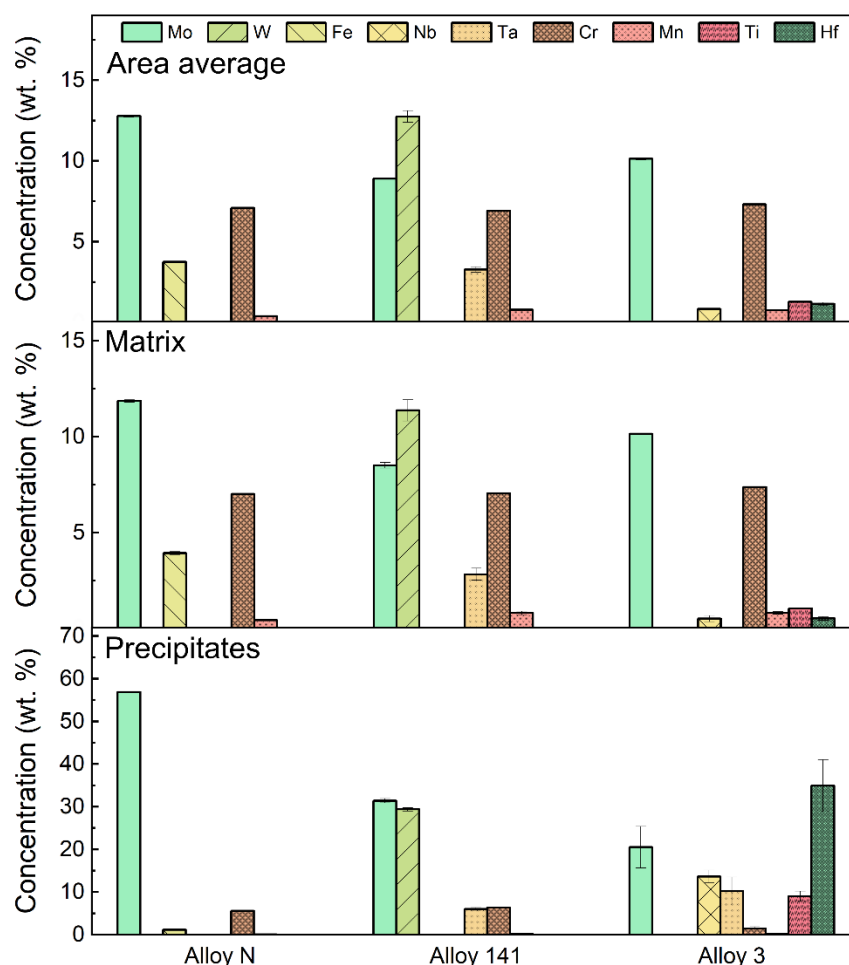 Mo W Fe Nb Ta Cr Mn Ti Hf
Area average
Concentration (wt. %)
15
10
5
Matrix
Concentration (wt. %)
15
10
5
Precipitates
Concentration (wt. %)
70
60
50
40
30
20
10
0
Alloy N Alloy 141 Alloy 3